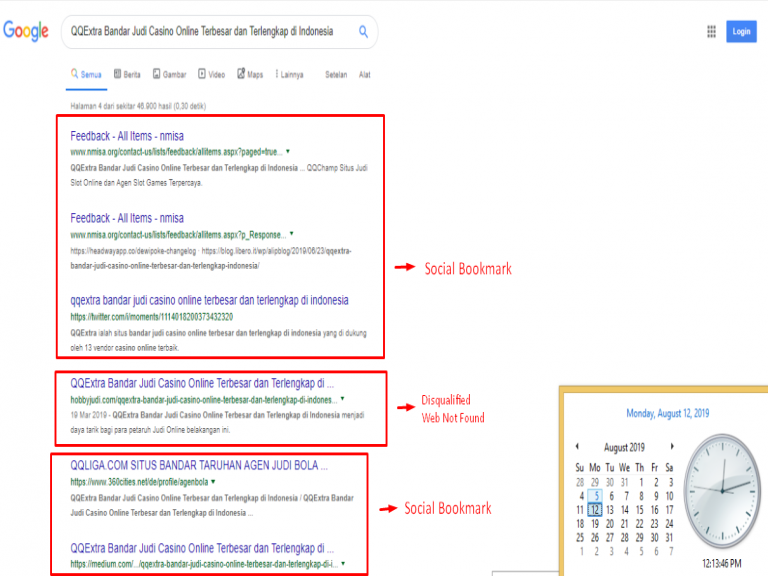 Google
QQExtra Bandar Judi Casino Online Terbesar dan Terlengkap di Indonesia
Login
Semua Berita Gambar Video Maps Lainnya Setelan Alat
Halaman 4 dari sekitar 46.900 hasil (0,30 detik)
Feedback - All Items - nmisa
www.nmisa.org/contact-us/lists/feedback/allitems.aspx?paged=true...
QQExtra Bandar Judi Casino Online Terbesar dan Terlengkap di Indonesia ... QQChamp Situs Judi
Slot Online dan Agen Slot Games Terpercaya.
Feedback - All Items - nmisa
www.nmisa.org/contact-us/lists/feedback/allitems.aspx?p_Response...
https://headwayapp.co/dewipoke-changelog · https://blog.libero.it/wp/alipblog/2019/06/23/qqextra-
bandar-judi-casino-online-terbesar-dan-terlengkap-indonesia/
Social Bookmark
qqextra bandar judi casino online terbesar dan terlengkap di indonesia
https://twitter.com/i/moments/1114018200373432320
QQExtra ialah situs bandar judi casino online terbesar dan terlengkap di indonesia yang di dukung
oleh 13 vendor casino online terbaik.
QQExtra Bandar Judi Casino Online Terbesar dan Terlengkap di ...
hobbyjudi.com/qqextra-bandar-judi-casino-online-terbesar-dan-terlengkap-di-indones...
19 Mar 2019 - QQExtra Bandar Judi Casino Online Terbesar dan Terlengkap di Indonesia menjadi
daya tarik bagi para petaruh Judi Online belakangan ini.
Disqualified
Web Not Found
QQLIGA.COM SITUS BANDAR TARUHAN AGEN JUDI BOLA ...
https://www.360cities.net/de/profile/agenbola
QQExtra Bandar Judi Casino Online Terbesar dan Terlengkap di Indonesia / QQExtra Bandar
Judi Casino Online Terbesar dan Terlengkap di Indonesia ...
Social Bookmark
QQExtra Bandar Judi Casino Online Terbesar dan Terlengkap di ...
https://medium.com/.../qqextra-bandar-judi-casino-online-terbesar-dan-terlengkap-di-i...
Monday, August 12, 2019
August 2019
Su Mo Tu We Th Fr Sa
28 29 30 31 1 2 3
4 5 6 7 8 9 10
11 12 13 14 15 16 17
18 19 20 21 22 23 24
25 26 27 28 29 30 31
1 2 3 4 5 6 7
12:13:46 PM